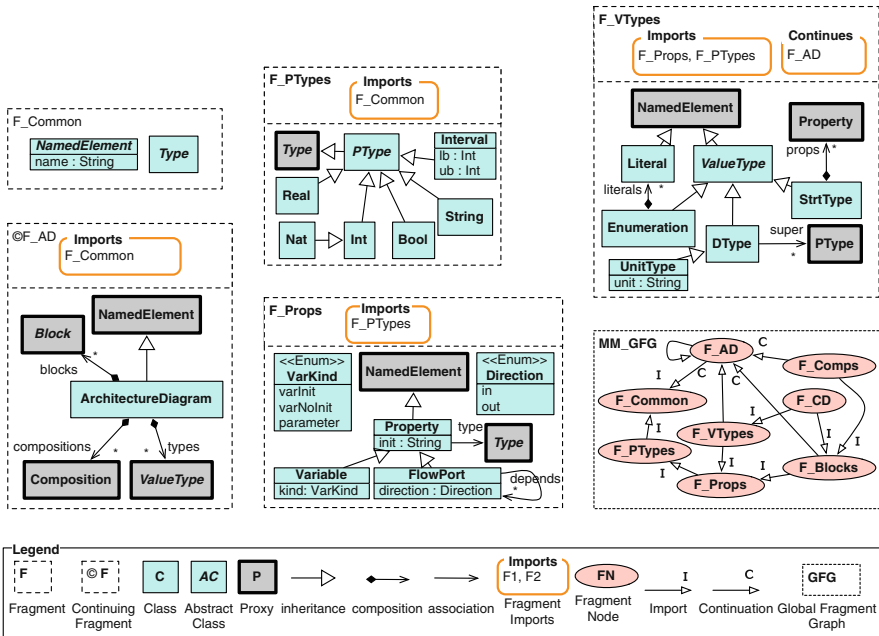 F_Common
NamedElement
name : String
Type
©F_AD
Imports
F_Common
NamedElement
Block
blocks
*
ArchitectureDiagram
compositions
*
*
types
Composition
ValueType
F_PTypes
Imports
F_Common
Type
PType
Interval
lb : Int
ub : Int
Real
String
Nat
Int
Bool
F_Props
Imports
F_PTypes
<<Enum>>
VarKind
varInit
varNoInit
parameter
NamedElement
<<Enum>>
Direction
in
out
Property
init : String
type
Type
Variable
kind: VarKind
FlowPort
direction : Direction
depends
*
F_VTypes
Imports
F_Props, F_PTypes
Continues
F_AD
NamedElement
Property
props
*
Literal
ValueType
literals
*
StrtType
Enumeration
DType
super
*
PType
UnitType
unit : String
MM_GFG
F_AD
C
F_Comps
I
C
C
F_Common
F_CD
I
I
F_VTypes
I
I
F_PTypes
I
I
F_Blocks
I
F_Props
I
Legend
F
© F
C
AC
P
Imports
F1, F2
FN
I
C
GFG
Fragment
Continuing
Fragment
Class
Abstract
Class
Proxy
inheritance
composition
association
Fragment
Imports
Fragment
Node
Import
Continuation
Global Fragment
Graph